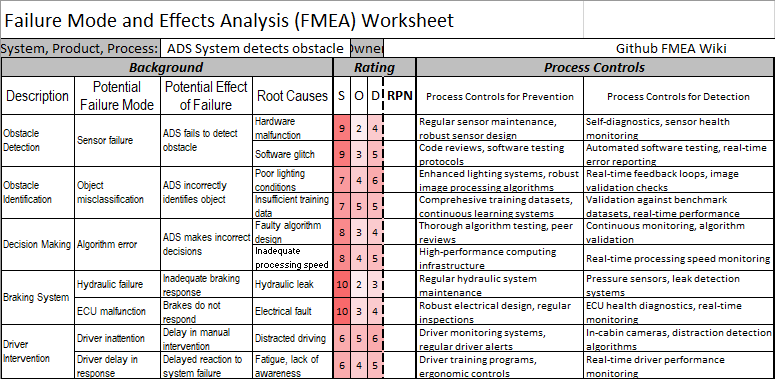 Failure Mode and Effects Analysis (FMEA) Worksheet
System, Product, Process: ADS System detects obstacle Owner Github FMEA Wiki
Background Rating Process Controls
Description Potential Failure Mode Potential Effect of Failure Root Causes S O D RPN Process Controls for Prevention Process Controls for Detection
Obstacle Detection Sensor failure ADS fails to detect obstacle Hardware malfunction 9 2 4 Regular sensor maintenance, robust sensor design Self-diagnostics, sensor health monitoring
Software glitch 9 3 5 Code reviews, software testing protocols Automated software testing, real-time error reporting
Obstacle Identification Object misclassification ADS incorrectly identifies object Poor lighting conditions 7 4 6 Enhanced lighting systems, robust image processing algorithms Real-time feedback loops, image validation checks
Insufficient training data 7 5 5 Comprehesive training datasets, continuous learning systems Validation against benchmark datasets, real-time performance
Decision Making Algorithm error ADS makes incorrect decisions Faulty algorithm design 8 3 4 Thorough algorithm testing, peer reviews Continuous monitoring, algorithm validation
Inadequate processing speed 8 4 5 High-performance computing infrastructure Real-time processing speed monitoring
Braking System Hydraulic failure Inadequate braking response Hydraulic leak 10 2 3 Regular hydraulic system maintenance Pressure sensors, leak detection systems
ECU malfunction Brakes do not respond Electrical fault 10 3 4 Robust electrical design, regular inspections ECU health diagnostics, real-time monitoring
Driver Intervention Driver inattention Delay in manual intervention Distracted driving 6 5 6 Driver monitoring systems, regular driver alerts In-cabin cameras, distraction detection algorithms
Driver delay in response Delayed reaction to system failure Fatigue, lack of awareness 6 4 5 Driver training programs, ergonomic controls Real-time driver performance monitoring